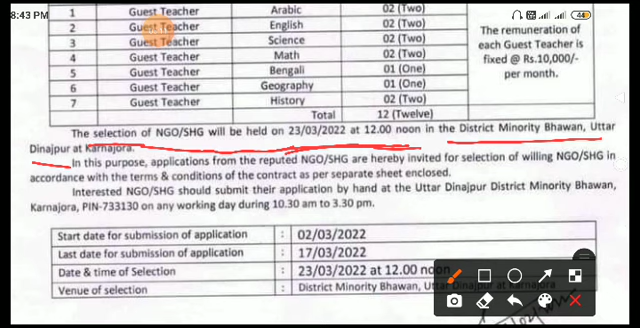 8:43 PM
44
1 Guest Teacher Arabic 02 (Two)
2 Guest Teacher English 02 (Two)
3 Guest Teacher Science 02 (Two)
4 Guest Teacher Math 02 (Two)
5 Guest Teacher Bengali 01 (One)
6 Guest Teacher Geography 01 (One)
7 Guest Teacher History 02 (Two)
Total 12 (Twelve)
The remuneration of
each Guest Teacher is
fixed @ Rs.10,000/-
per month.
The selection of NGO/SHG will be held on 23/03/2022 at 12.00 noon in the District Minority Bhawan, Uttar
Dinajpur at Karnajora.
In this purpose, applications from the reputed NGO/SHG are hereby invited for selection of willing NGO/SHG in
accordance with the terms & conditions of the contract as per separate sheet enclosed.
Interested NGO/SHG should submit their application by hand at the Uttar Dinajpur District Minority Bhawan,
Karnajora, PIN-733130 on any working day during 10.30 am to 3.30 pm.
Start date for submission of application : 02/03/2022
Last date for submission of application : 17/03/2022
Date & time of Selection : 23/03/2022 at 12.00 noon
Venue of selection : District Minority Bhawan, Uttar Dinajpur at Karnajora